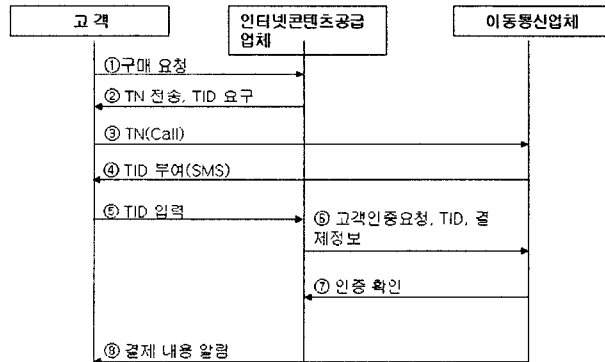 고 객
인터넷콘텐츠공급
업체
이동통신업체
①구매 요청
② TN 전송, TID 요구
③ TN(Call)
④ TID 부여(SMS)
⑤ TID 입력
⑥ 고객인증요청, TID, 결
제정보
⑦ 인증 확인
⑧ 결제 내용 알림